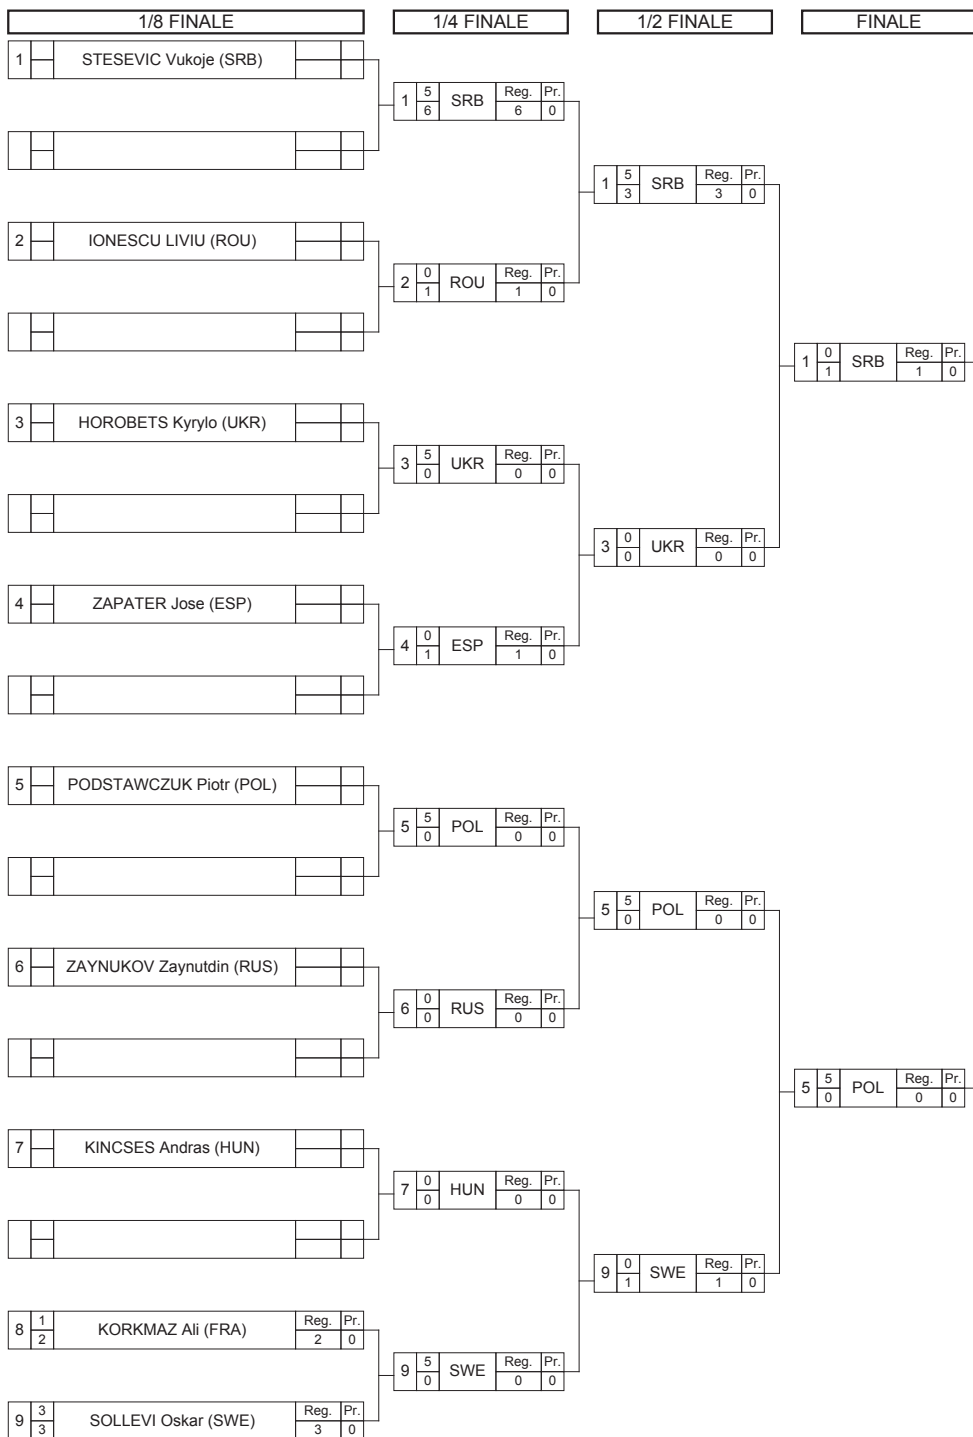 1/8 FINALE 1/4 FINALE 1/2 FINALE FINALE
1 STESEVIC Vukoje (SRB)
1 5 6 SRB Reg. 6 Pr. 0
1 5 3 SRB Reg. 3 Pr. 0
2 IONESCU LIVIU (ROU)
2 0 1 ROU Reg. 1 Pr. 0
1 0 1 SRB Reg. 1 Pr. 0
3 HOROBETS Kyrylo (UKR)
3 5 0 UKR Reg. 0 Pr. 0
3 0 0 UKR Reg. 0 Pr. 0
4 ZAPATER Jose (ESP)
4 0 1 ESP Reg. 1 Pr. 0
5 PODSTAWCZUK Piotr (POL)
5 5 0 POL Reg. 0 Pr. 0
5 5 0 POL Reg. 0 Pr. 0
6 ZAYNUKOV Zaynutdin (RUS)
6 0 0 RUS Reg. 0 Pr. 0
5 5 0 POL Reg. 0 Pr. 0
7 KINCSES Andras (HUN)
7 0 0 HUN Reg. 0 Pr. 0
9 0 1 SWE Reg. 1 Pr. 0
8 1 2 KORKMAZ Ali (FRA) Reg. 2 Pr. 0
9 5 0 SWE Reg. 0 Pr. 0
9 3 3 SOLLEVI Oskar (SWE) Reg. 3 Pr. 0